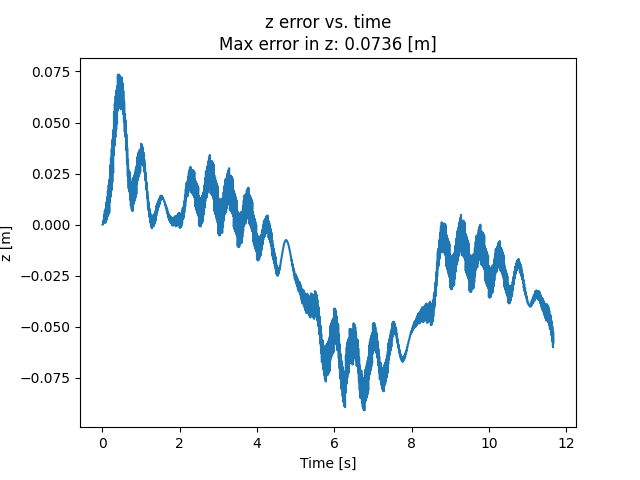 z error vs. time
Max error in z: 0.0736 [m]
0.075
0.050
0.025
0.000
−0.025
−0.050
−0.075
z [m]
0 2 4 6 8 10 12
Time [s]